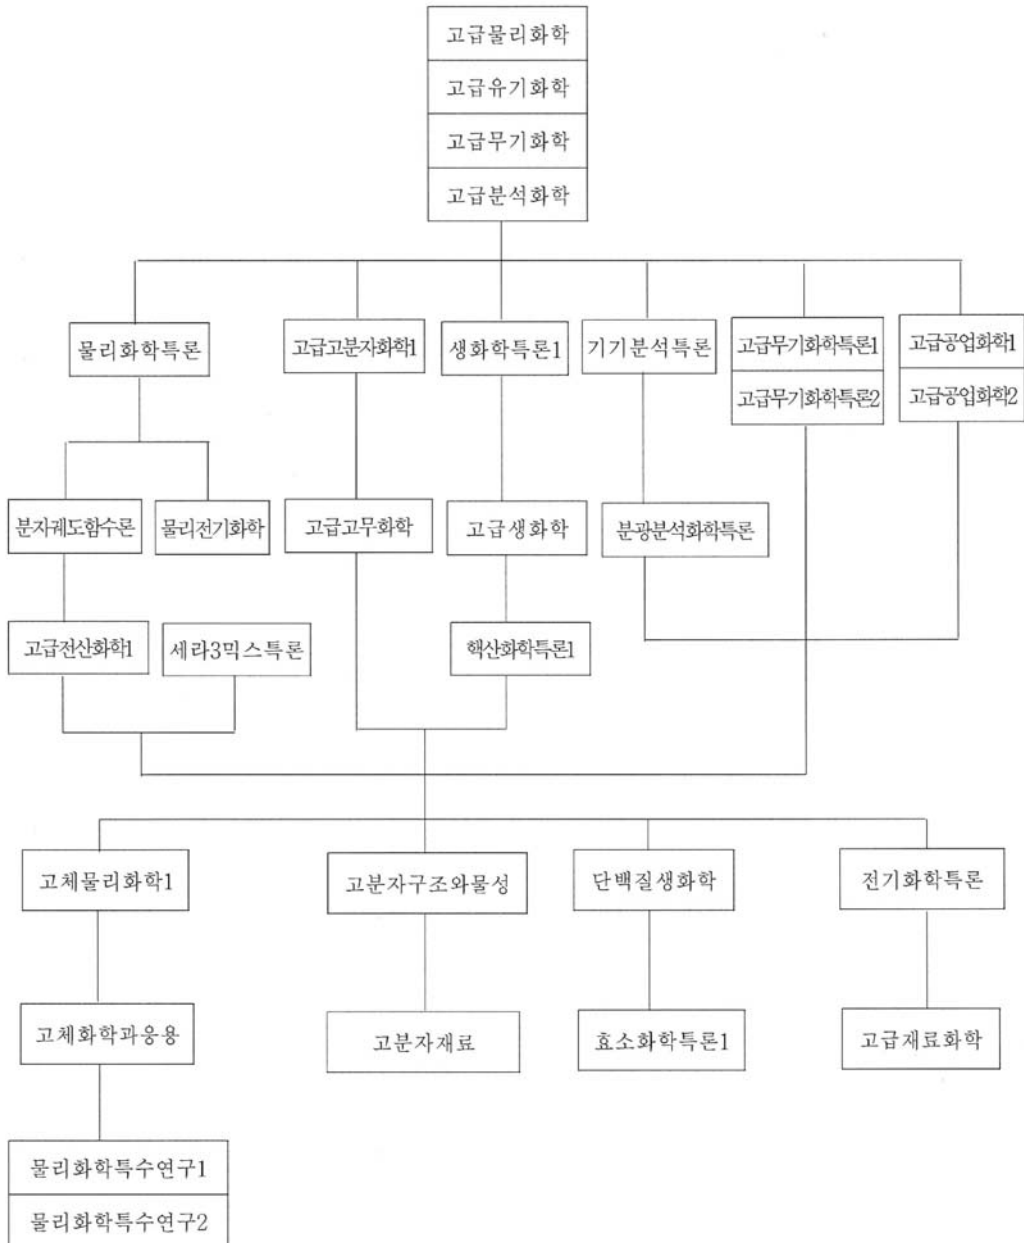 고급물리화학
고급유기화학
고급무기화학
고급분석화학
물리화학특론
고급고분자화학1
생화학특론1
기기분석특론
고급무기화학특론1
고급무기화학특론2
고급공업화학1
고급공업화학2
분자궤도함수론
물리전기화학
고급고무화학
고급생화학
분광분석화학특론
고급전산화학1
세라3믹스특론
핵산화학특론1
고체물리화학1
고분자구조와물성
단백질생화학
전기화학특론
고체화학과응용
고분자재료
효소화학특론1
고급재료화학
물리화학특수연구1
물리화학특수연구2